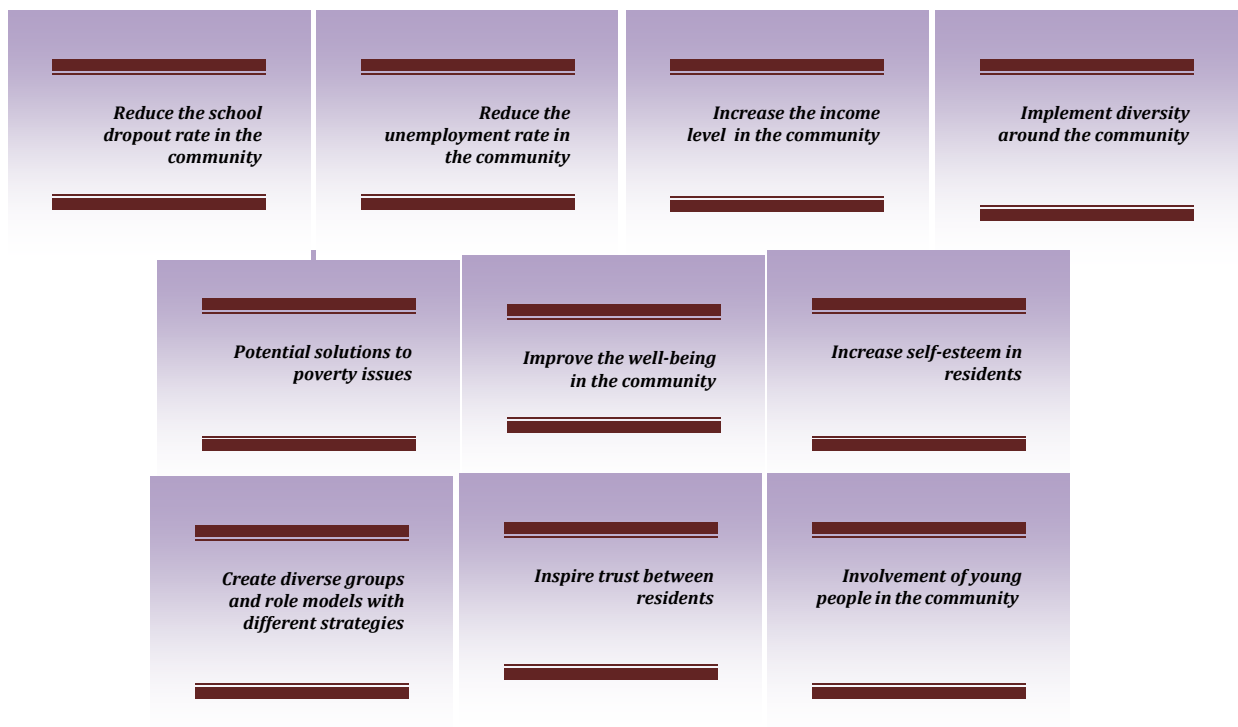 Reduce the school
dropout rate in the
community
Reduce the
unemployment rate in
the community
Increase the income
level in the community
Implement diversity
around the community
Potential solutions to
poverty issues
Improve the well-being
in the community
Increase self-esteem in
residents
Create diverse groups
and role models with
different strategies
Inspire trust between
residents
Involvement of young
people in the community